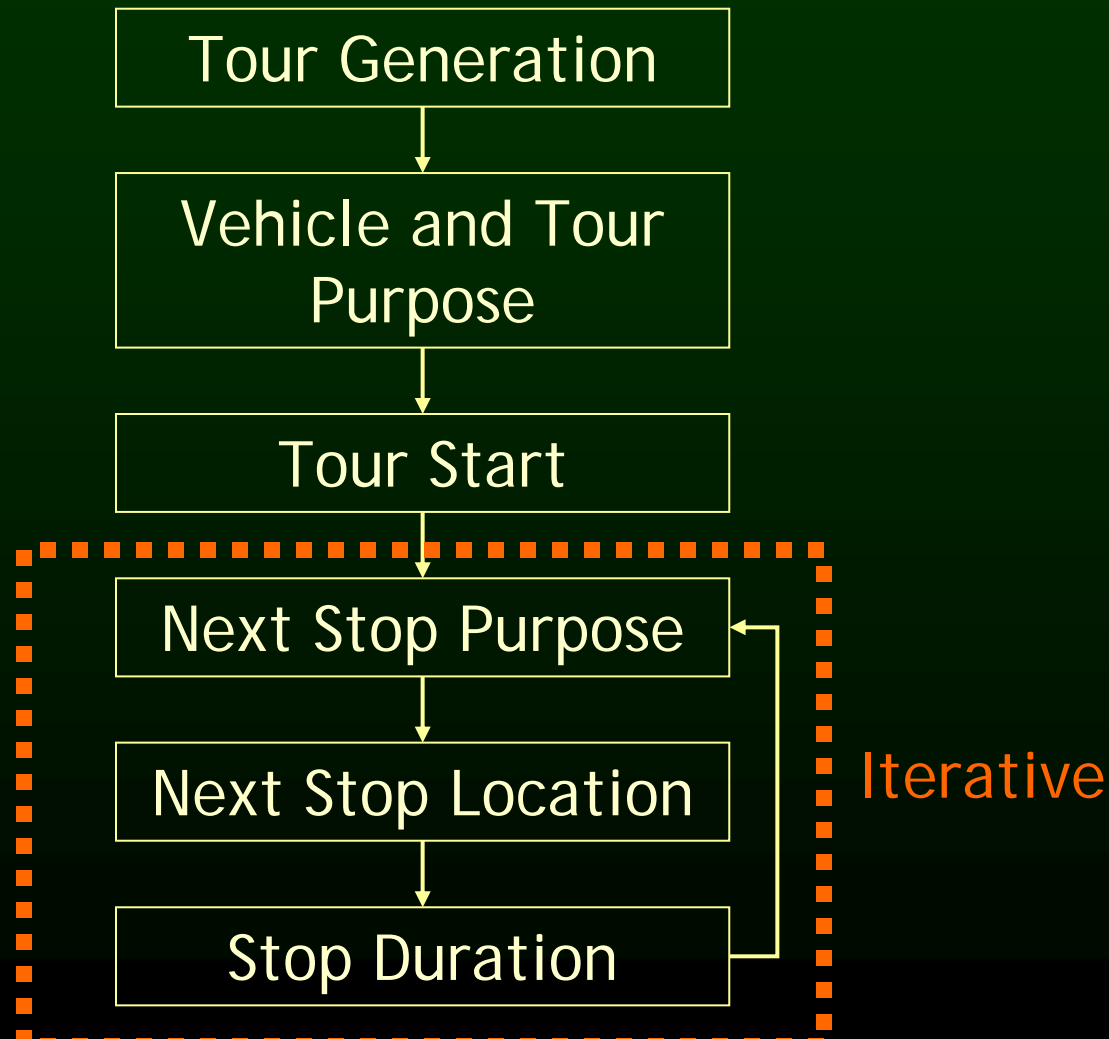 Tour Generation
Vehicle and Tour
Purpose
Tour Start
Next Stop Purpose
Next Stop Location
Iterative
Stop Duration